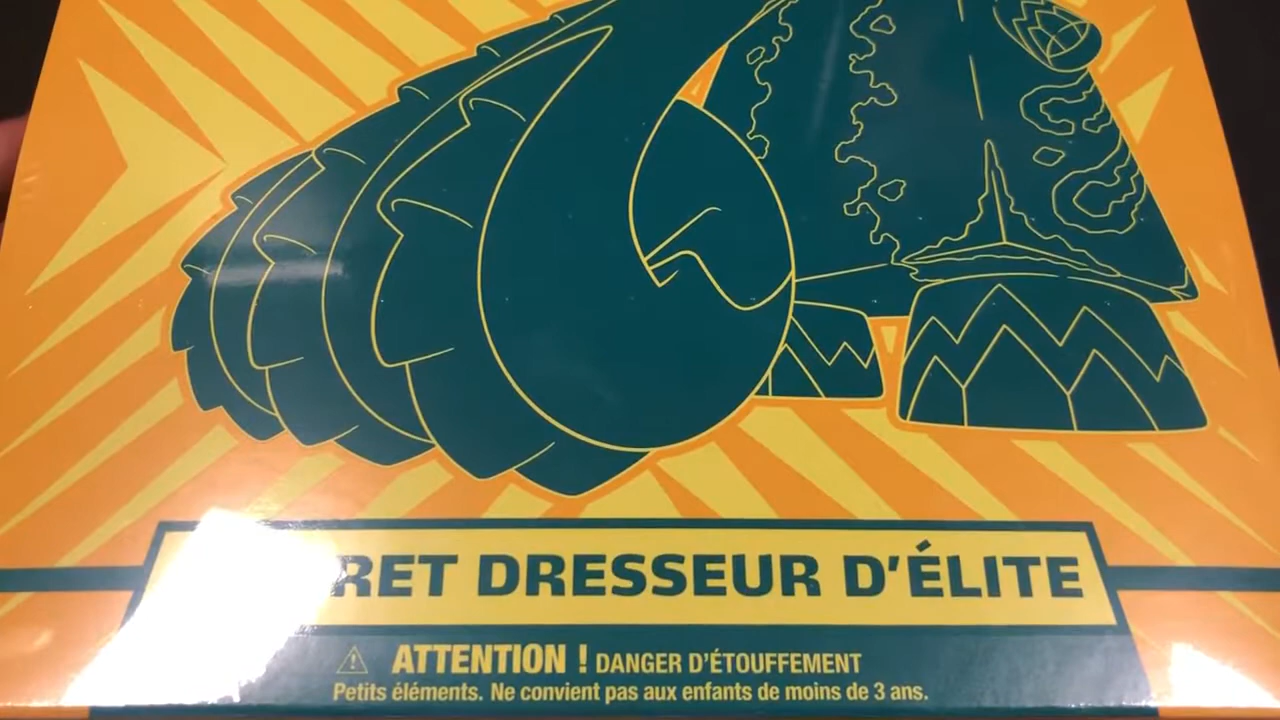 RET DRESSEUR D'ÉLITE
ATTENTION ! DANGER D'ÉTOUFFEMENT
Petits éléments. Ne convient pas aux enfants de moins de 3 ans.